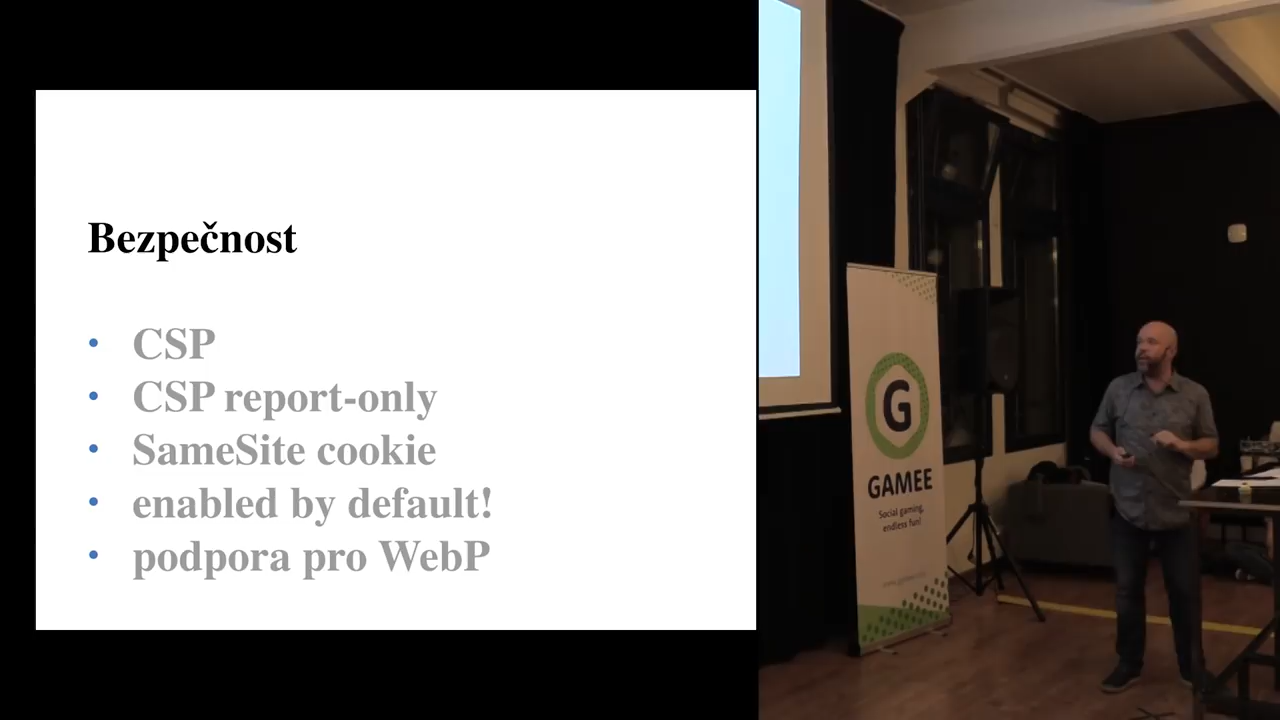 Bezpečnost
• CSP
• CSP report-only
• SameSite cookie
• enabled by default!
• podpora pro WebP
G
GAMEE
Social gaming,
endless fun!